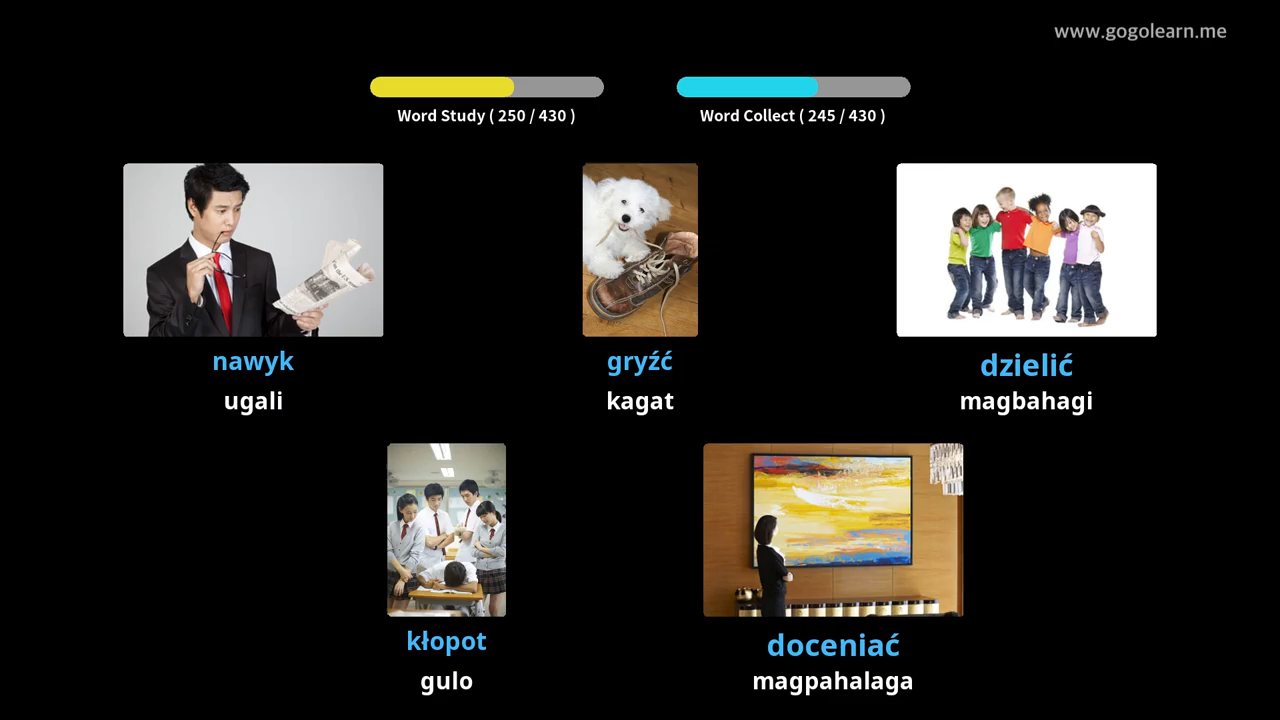 www.gogolearn.me
Word Study ( 250 / 430 )
Word Collect ( 245 / 430 )
nawyk
ugali
gryźć
kagat
dzielić
magbahagi
kłopot
gulo
doceniać
magpahalaga